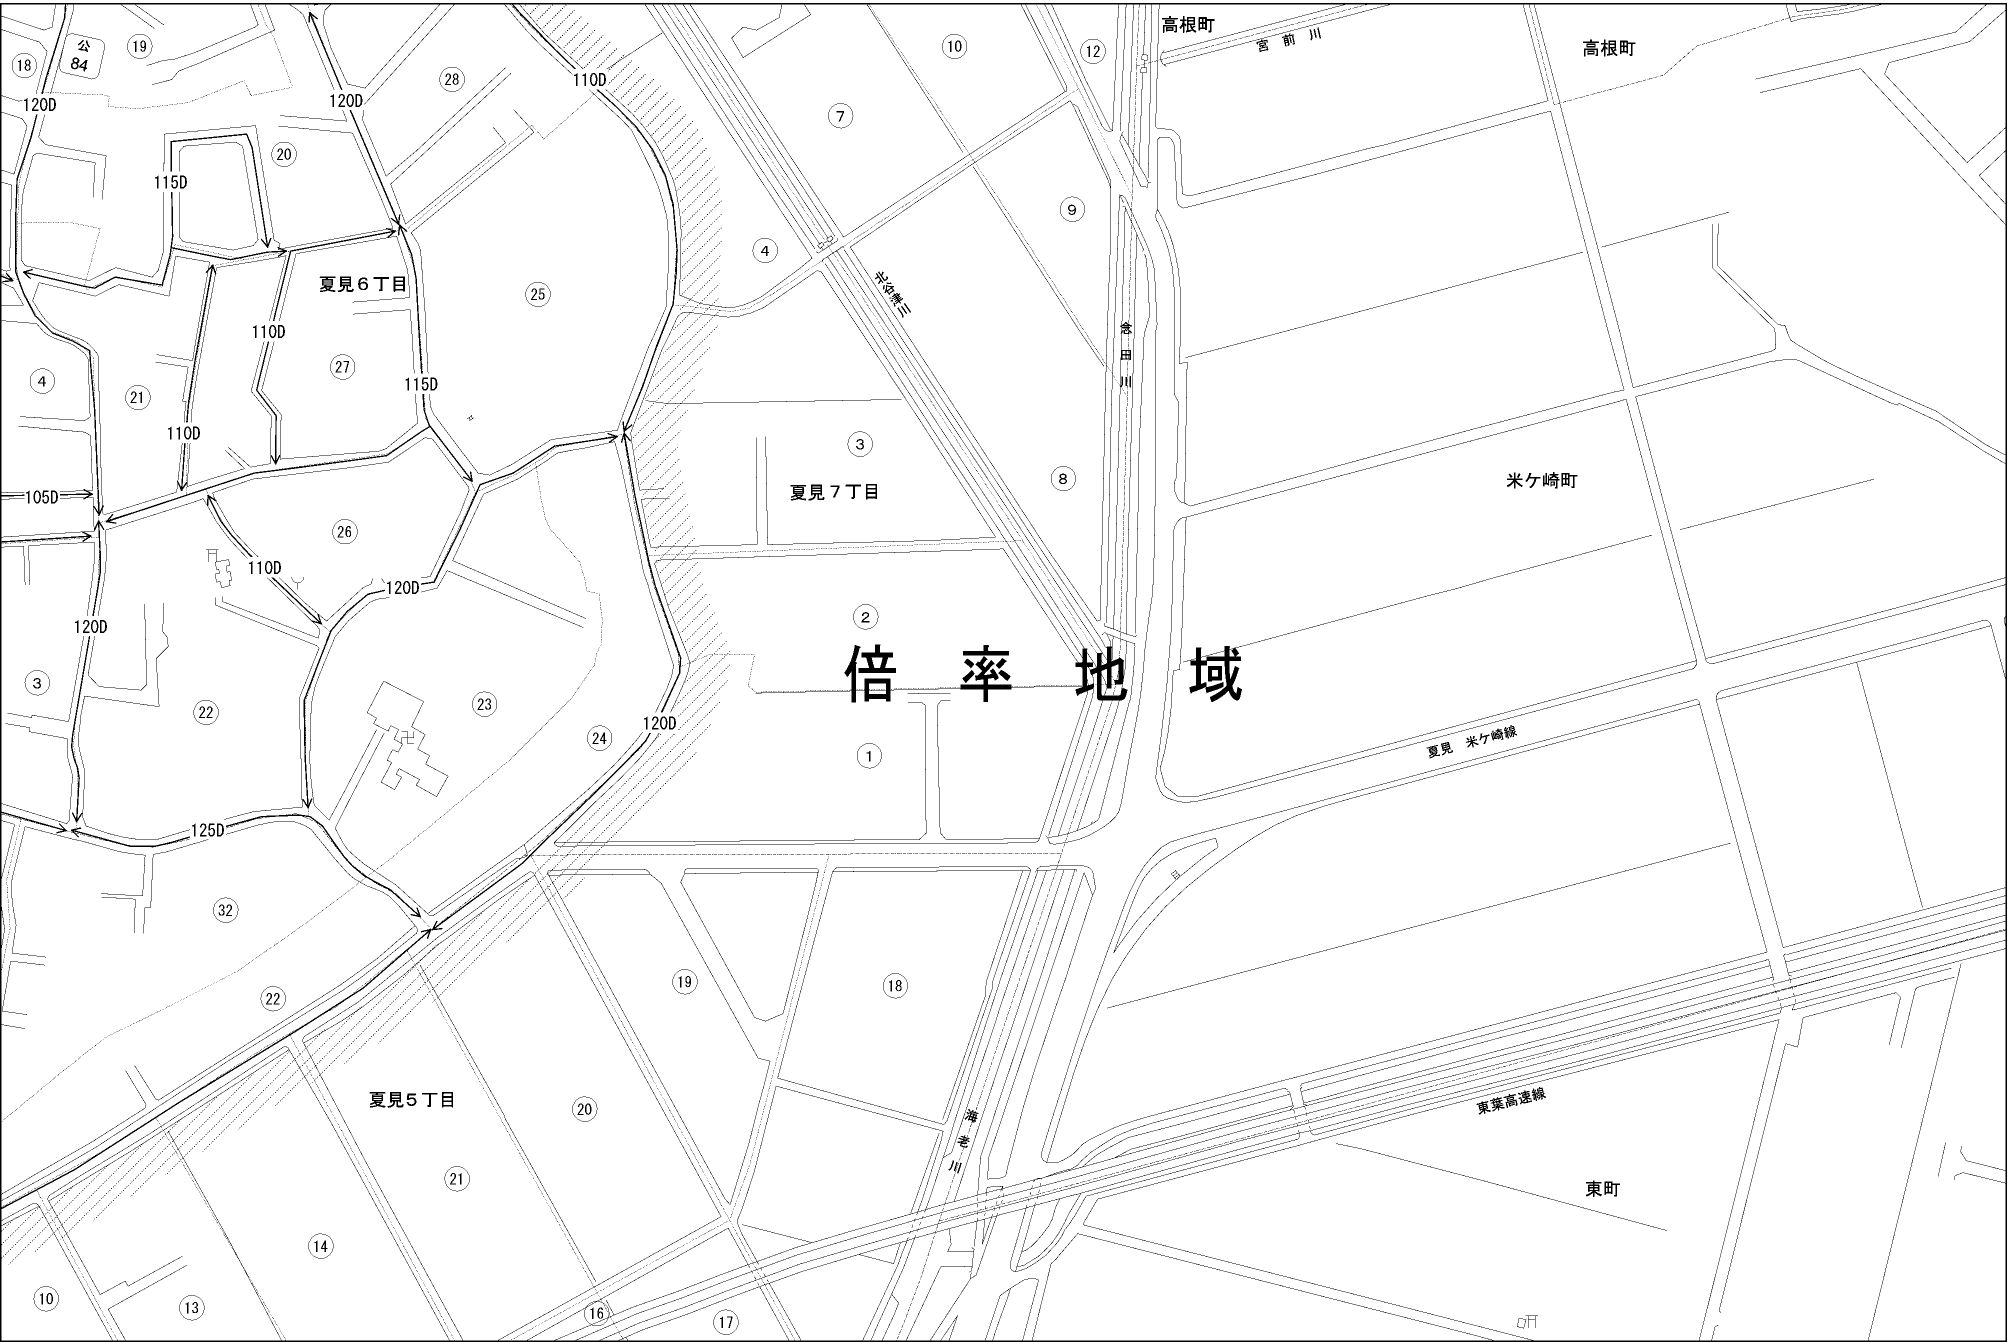 高根町
宮前川
高根町
公
84
19
18
28
10
12
7
120D
120D
110D
20
115D
9
4
夏見6丁目
25
北谷津川
念田川
110D
27
4
21
115D
110D
3
8
夏見7丁目
米ケ崎町
105D
26
110D
120D
120D
2
倍率地域
3
22
23
24
120D
1
夏見 米ケ崎線
125D
32
19
18
22
夏見5丁目
20
海老川
東葉高速線
21
東町
14
10
13
16
17